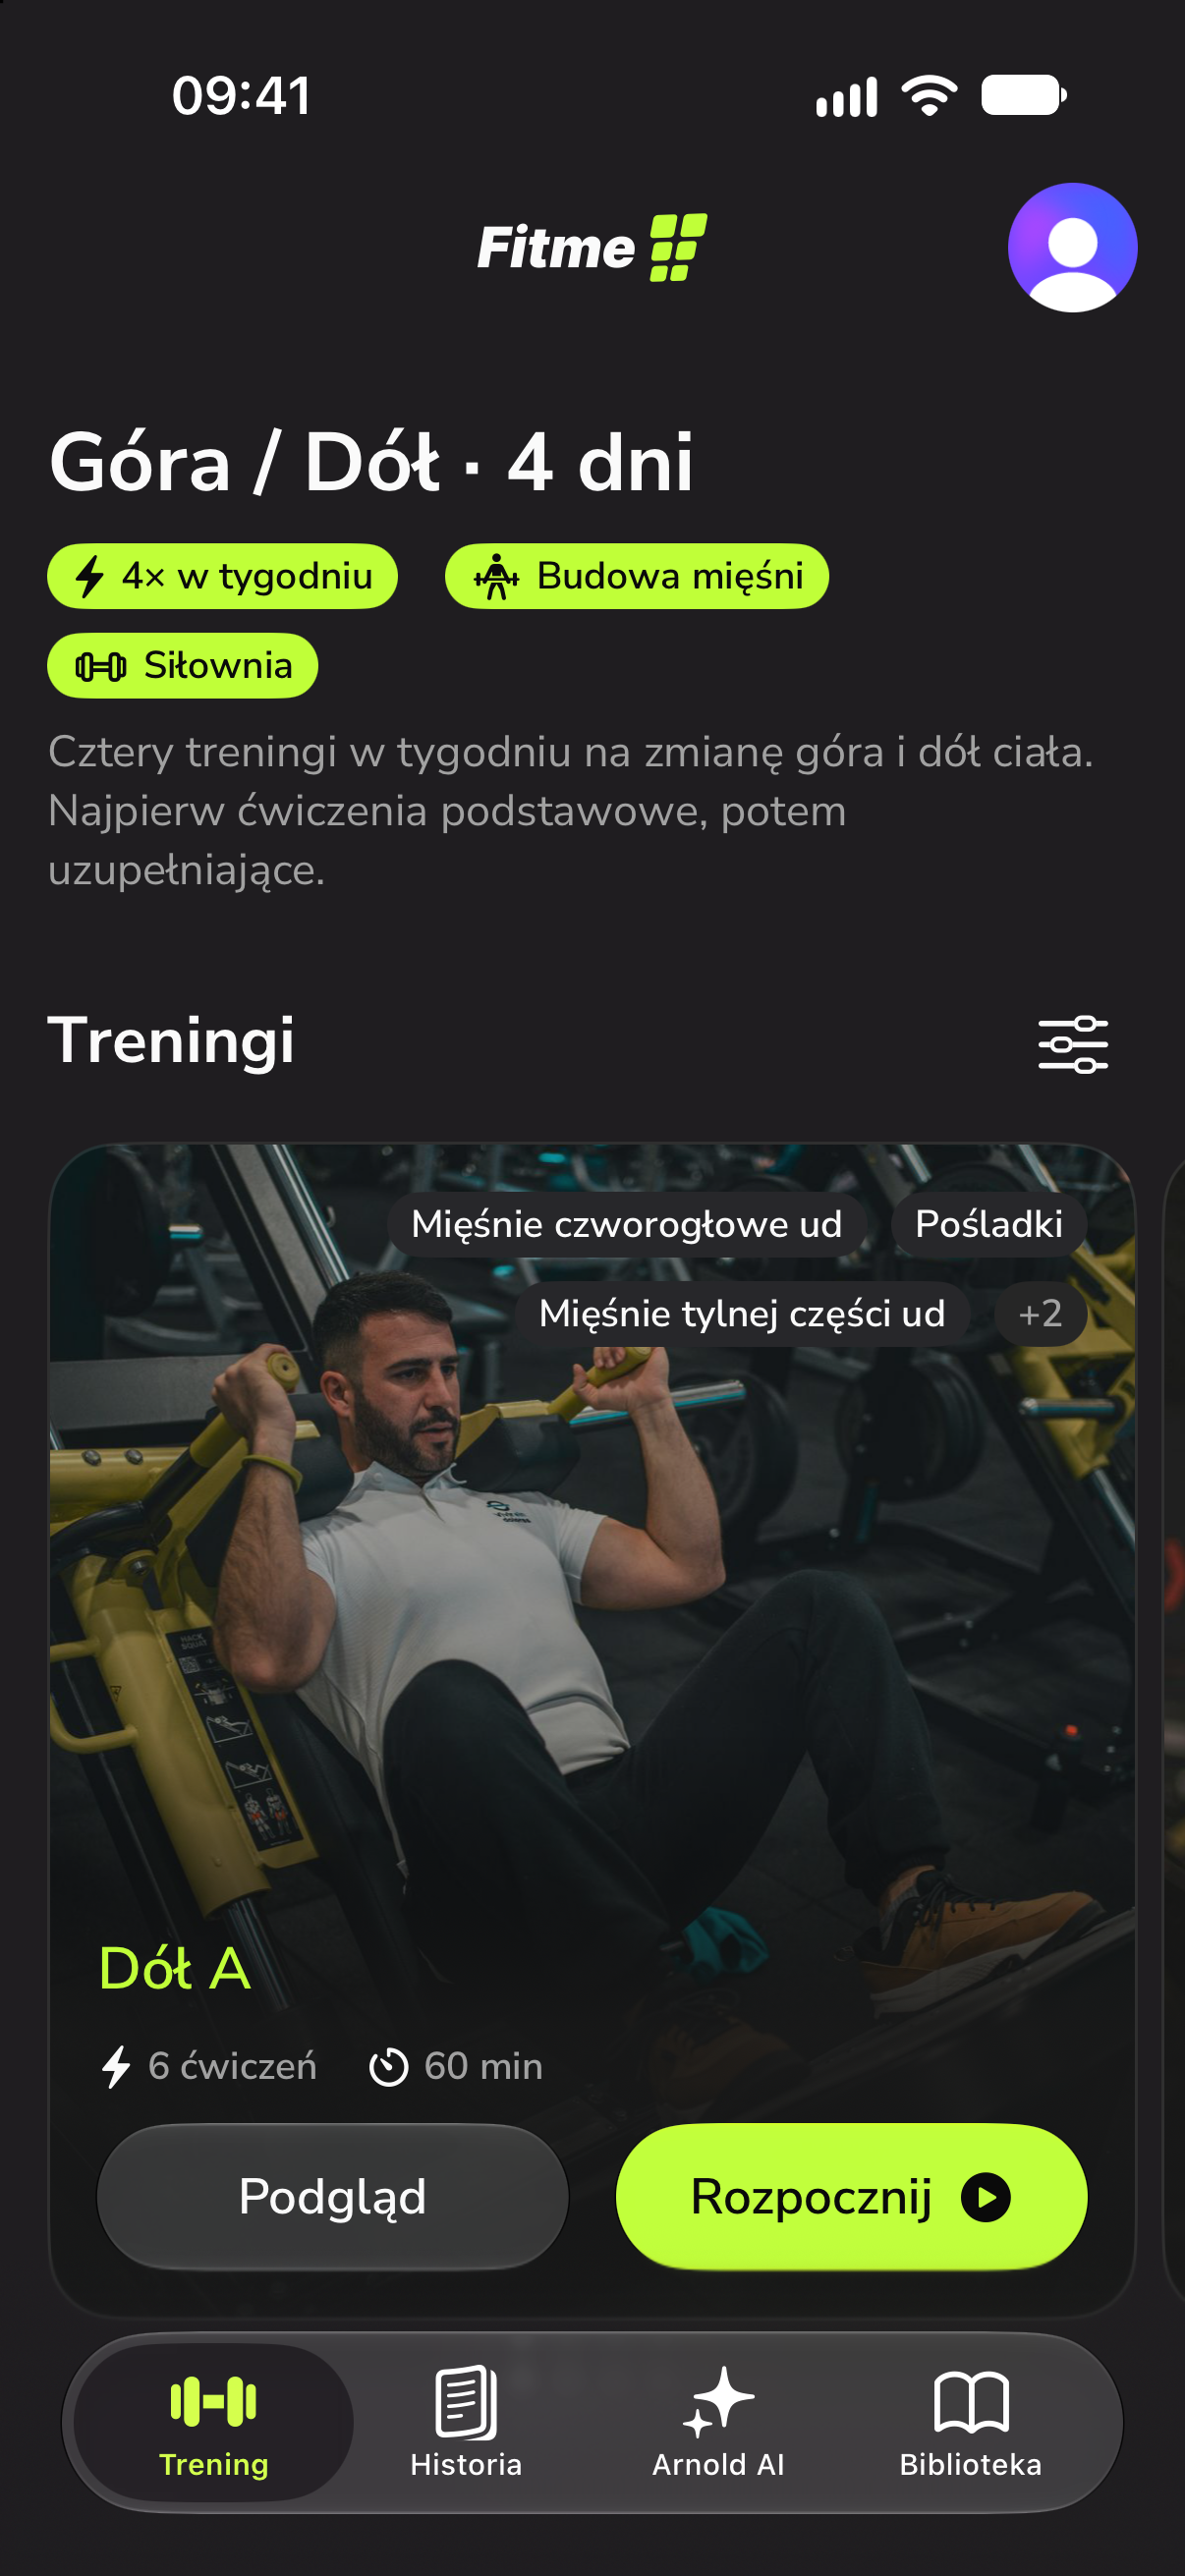 09:41
Fitme
Góra / Dół · 4 dni
4× w tygodniu
Budowa mięśni
Siłownia
Cztery treningi w tygodniu na zmianę góra i dół ciała.
Najpierw ćwiczenia podstawowe, potem
uzupełniające.
Treningi
Mięśnie czworogłowe ud
Pośladki
Mięśnie tylnej części ud
+2
HACK
SQUAT
Dół A
6 ćwiczeń
60 min
Podgląd
Rozpocznij
Trening
Historia
Arnold AI
Biblioteka